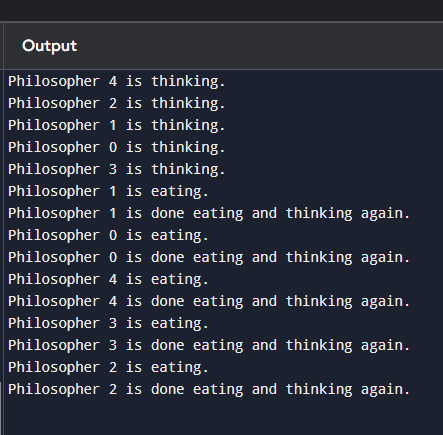 Output
Philosopher 4 is thinking.
Philosopher 2 is thinking.
Philosopher 1 is thinking.
Philosopher 0 is thinking.
Philosopher 3 is thinking.
Philosopher 1 is eating.
Philosopher 1 is done eating and thinking again.
Philosopher 0 is eating.
Philosopher 0 is done eating and thinking again.
Philosopher 4 is eating.
Philosopher 4 is done eating and thinking again.
Philosopher 3 is eating.
Philosopher 3 is done eating and thinking again.
Philosopher 2 is eating.
Philosopher 2 is done eating and thinking again.